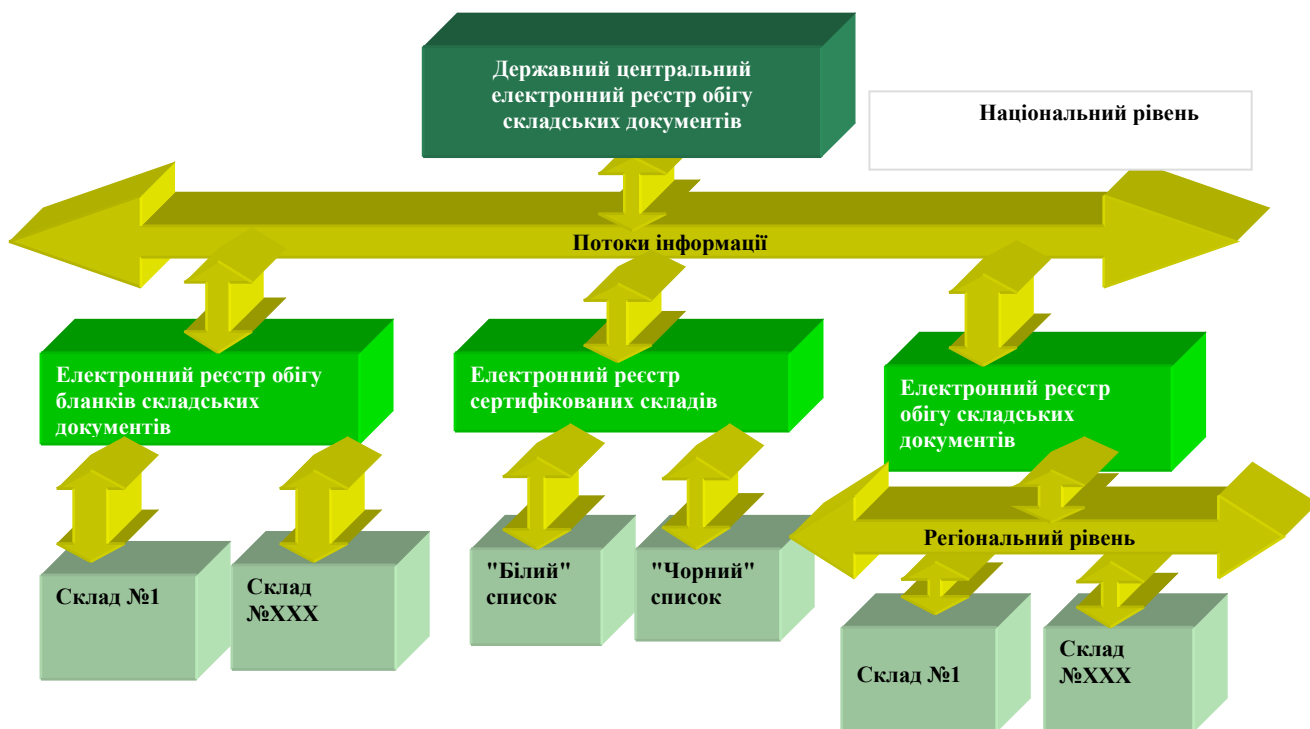 Державний центральний
електронний реєстр обігу
складських документів
Національний рівень
Потоки інформації
Електронний реєстр обігу
бланків складських
документів
Електронний реєстр
сертифікованих складів
Електронний реєстр
обігу складських
документів
Регіональний рівень
Склад №1
Склад
№XXX
"Білий"
список
"Чорний"
список
Склад №1
Склад
№XXX